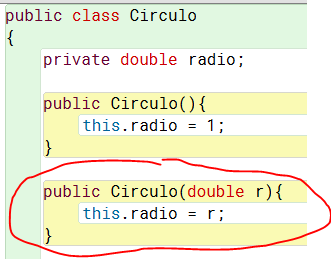 public class Circulo
{
private double radio;
public Circulo(){
this.radio = 1;
}
public Circulo(double r){
this.radio = r;
}